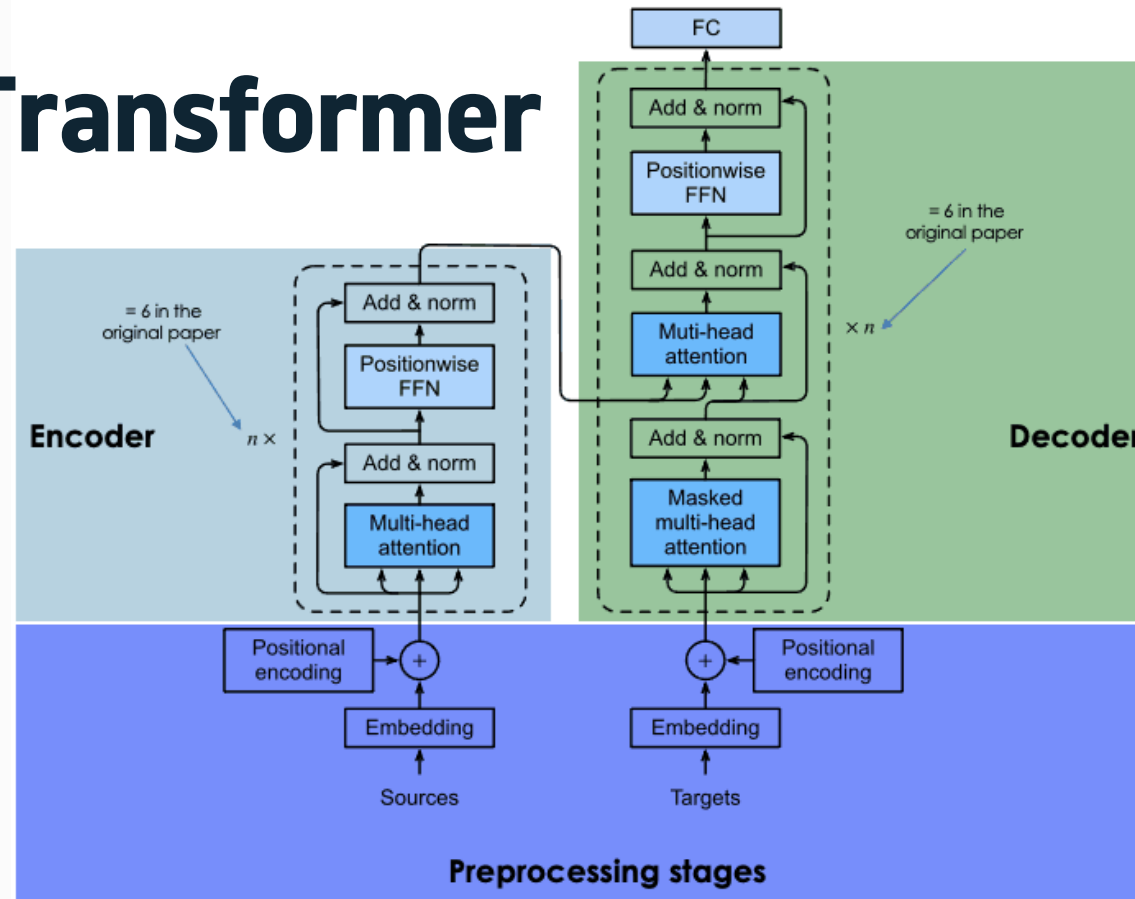 Transformer
FC
Add & norm
Positionwise
FFN
Add & norm
Muti-head
attention
Add & norm
Masked
multi-head
attention
= 6 in the
original paper
× n
Decoder
Add & norm
Positionwise
FFN
Add & norm
Multi-head
attention
= 6 in the
original paper
n ×
Encoder
Positional
encoding
+
Embedding
Sources
+
Positional
encoding
Embedding
Targets
Preprocessing stages